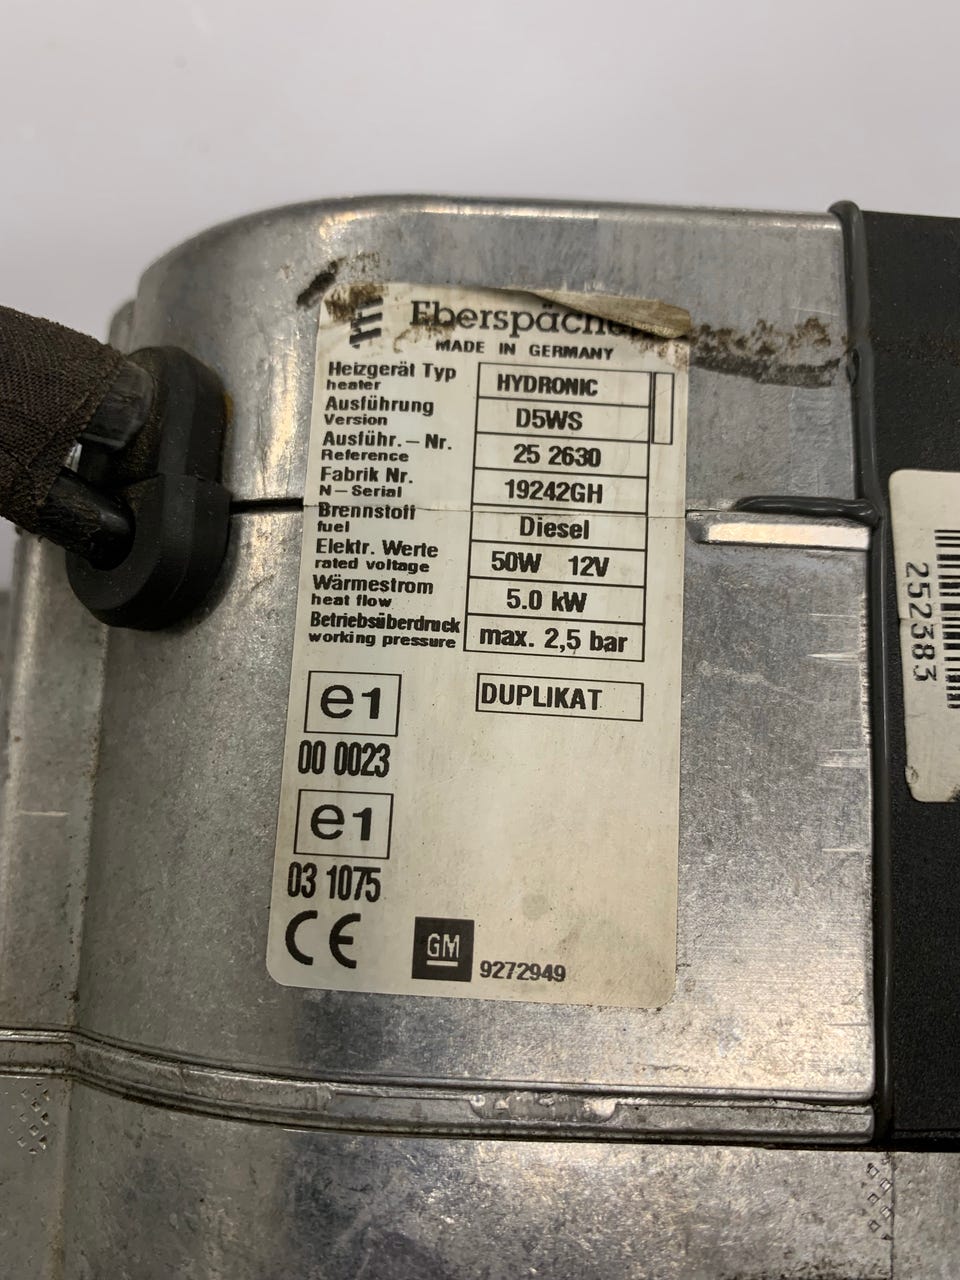 Eberspächer
MADE IN GERMANY
Heizgerät Typ
heater
HYDRONIC
Ausführung
Version
D5WS
Ausführ.-Nr.
Reference
25 2630
Fabrik Nr.
N-Serial
19242GH
Brennstoff
fuel
Diesel
Elektr. Werte
rated voltage
50W 12V
Wärmestrom
heat flow
5.0 kW
Betriebsüberdruck
working pressure
max. 2,5 bar
e1
DUPLIKAT
00 0023
e1
03 1075
CE
GM
9272949
252383